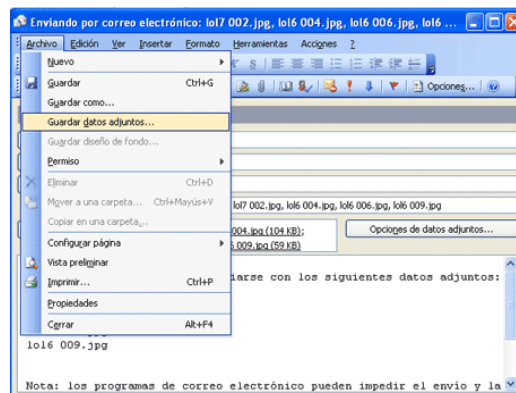 Enviando por correo electrónico: lol7 002.jpg, lol6 004.jpg, lol6 006.jpg, lol6 ...
Archivo Edición Ver Insertar Formato Herramientas Acciones ?
Nuevo
Guardar Ctrl+G
Guardar como...
Guardar datos adjuntos...
Guardar diseño de fondo...
Permiso
Eliminar Ctrl+D
Mover a una carpeta... Ctrl+Mayús+V
Copiar en una carpeta...
Configurar página
Vista preliminar
Imprimir... Ctrl+P
Propiedades
Cerrar Alt+F4
K S
Opciones...
lol7 002.jpg, lol6 004.jpg, lol6 006.jpg, lol6 009.jpg
004.jpg (104 KB);
009.jpg (59 KB)
Opciones de datos adjuntos...
iarse con los siguientes datos adjuntos:
lol6 009.jpg
Nota: los programas de correo electrónico pueden impedir el envío y la